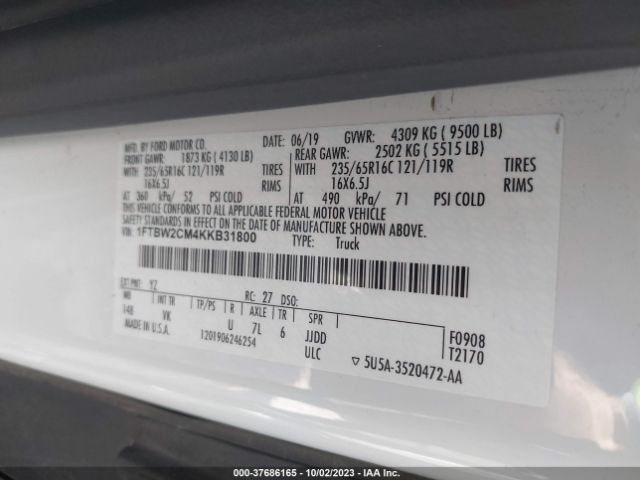 MFD. BY FORD MOTOR CO.
DATE: 06/19 GVWR: 4309 KG ( 9500 LB)
FRONT GAWR: 1873 KG ( 4130 LB)
REAR GAWR: 2502 KG ( 5515 LB)
WITH 235/65R16C 121/119R TIRES
WITH 235/65R16C 121/119R TIRES
16X6.5J RIMS
16X6.5J RIMS
AT 360 kPa/ 52 PSI COLD
AT 490 kPa/ 71 PSI COLD
THIS VEHICLE CONFORMS TO ALL APPLICABLE FEDERAL MOTOR VEHICLE
SAFETY STANDARDS IN EFFECT ON THE DATE OF MANUFACTURE SHOWN ABOVE.
VIN: 1FTBW2CM4KKB31800
TYPE: Truck
EXT PNT: YZ RC: 27 DSO:
WB INT TR TP/PS R AXLE TR SPR
148 VK U 7L 6 JJDD F0908
MADE IN U.S.A. 1201906246254 ULC T2170
5U5A-3520472-AA
000-37686165 - 10/02/2023 - IAA Inc.